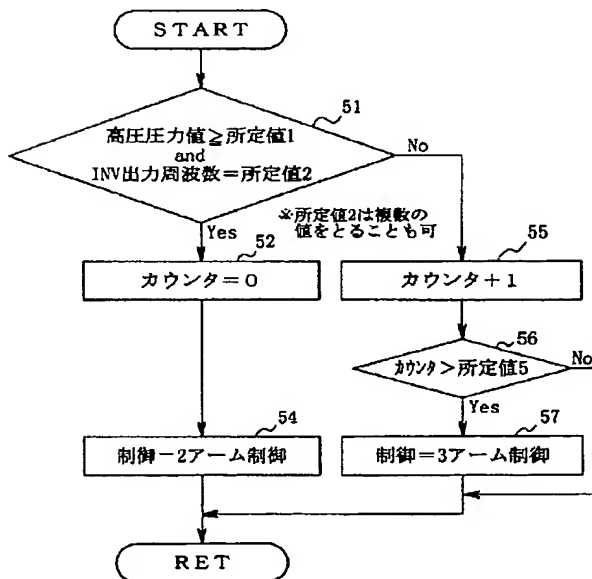 START
51
高圧圧力値≧所定値1
and
INV出力周波数=所定値2
No
Yes
※所定値2は複数の
値をとることも可
52
カウンタ=0
55
カウンタ+1
56
カウンタ>所定値5
No
Yes
54
制御-2アーム制御
57
制御=3アーム制御
RET